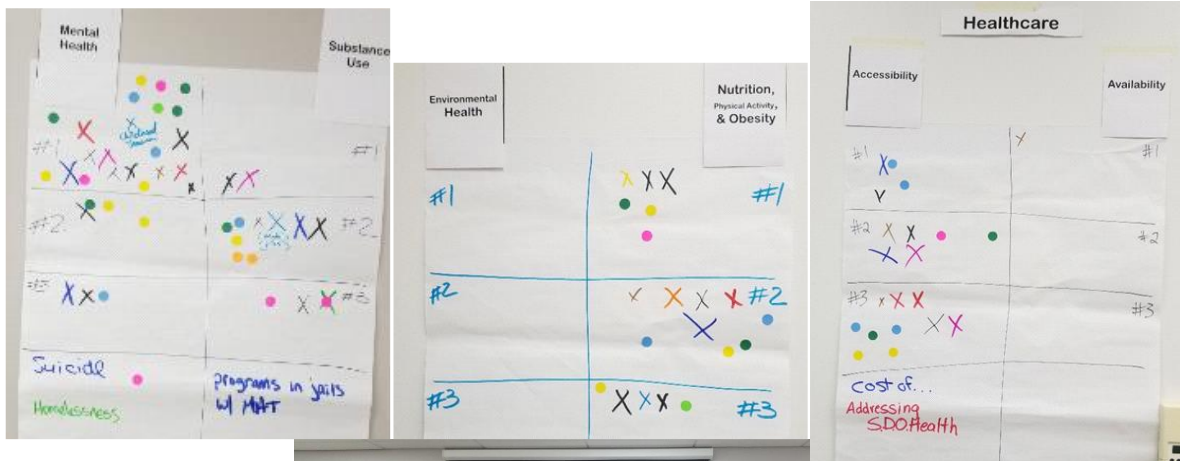 Mental
Health
Substance
Use
#1
#1
#2
#2
#3
#3
Suicide
Homelessness
programs in jails
w/ MAT
Environmental
Health
Nutrition,
Physical Activity,
& Obesity
#1
#1
#2
#2
#3
#3
Healthcare
Accessibility
Availability
#1
#1
#2
#2
#3
#3
Cost of...
Addressing
S.D.O.Health